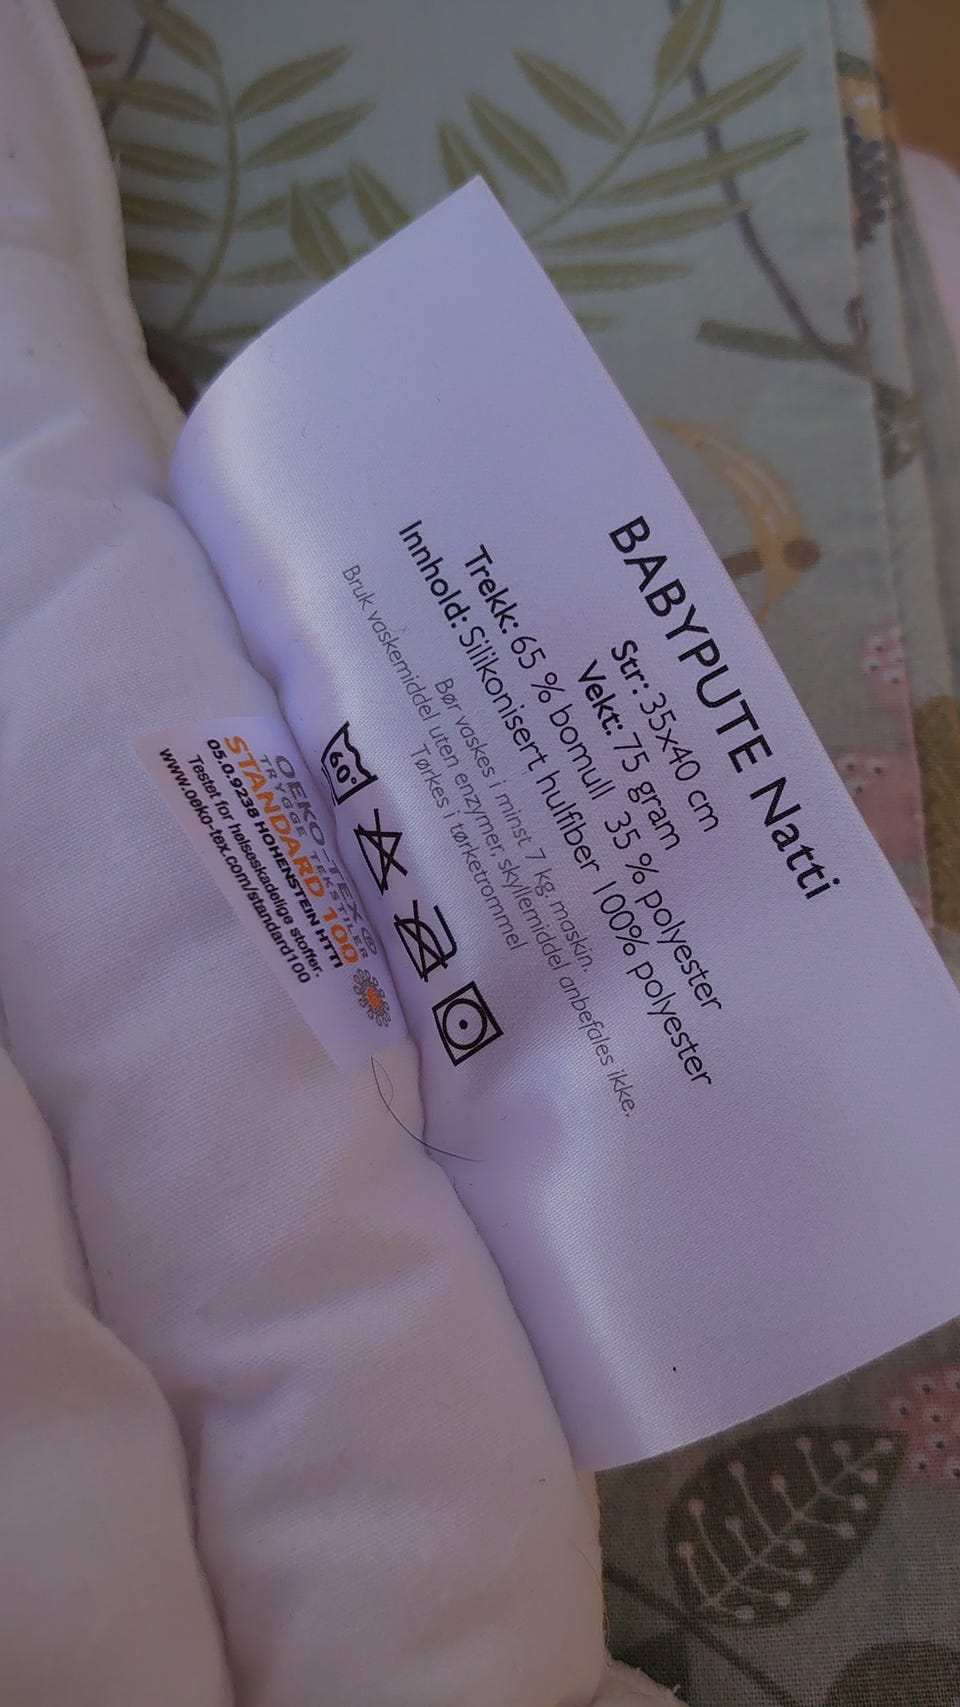 BABYPUTE Natti
Str: 35x40 cm
Vekt: 75 gram
Trekk: 65 % bomull 35 % polyester
Innhold: Silikonisert hulfiber 100% polyester
Bør vaskes i minst 7 kg. maskin.
Bruk vaskemiddel uten enzymer, skyllemiddel anbefales ikke.
Tørkes i tørketrommel
60°
OEKO-TEX®
TRYGGE TEKSTILER
STANDARD 100
05.0.9238 HOHENSTEIN HTTI
Testet for helseskadelige stoffer.
www.oeko-tex.com/standard100